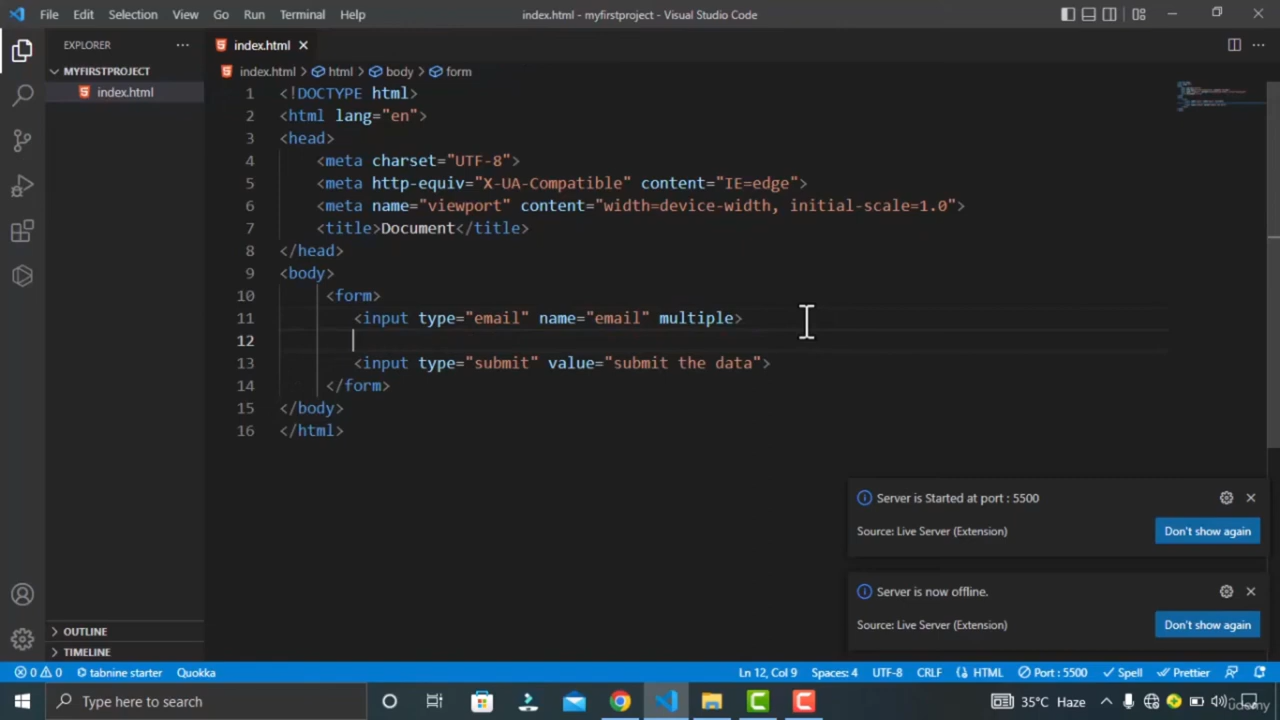 File Edit Selection View Go Run Terminal Help
index.html - myfirstproject - Visual Studio Code
EXPLORER
MYFIRSTPROJECT
index.html
index.html
index.html > html > body > form
1 <!DOCTYPE html>
2 <html lang="en">
3 <head>
4 <meta charset="UTF-8">
5 <meta http-equiv="X-UA-Compatible" content="IE=edge">
6 <meta name="viewport" content="width=device-width, initial-scale=1.0">
7 <title>Document</title>
8 </head>
9 <body>
10 <form>
11 <input type="email" name="email" multiple>
12
13 <input type="submit" value="submit the data">
14 </form>
15 </body>
16 </html>
Server is Started at port : 5500
Source: Live Server (Extension)
Don't show again
Server is now offline.
Source: Live Server (Extension)
Don't show again
OUTLINE
TIMELINE
0 0 tabnine starter Quokka
Ln 12, Col 9 Spaces: 4 UTF-8 CRLF HTML Port : 5500 Spell Prettier
Type here to search
35°C Haze
Udemy